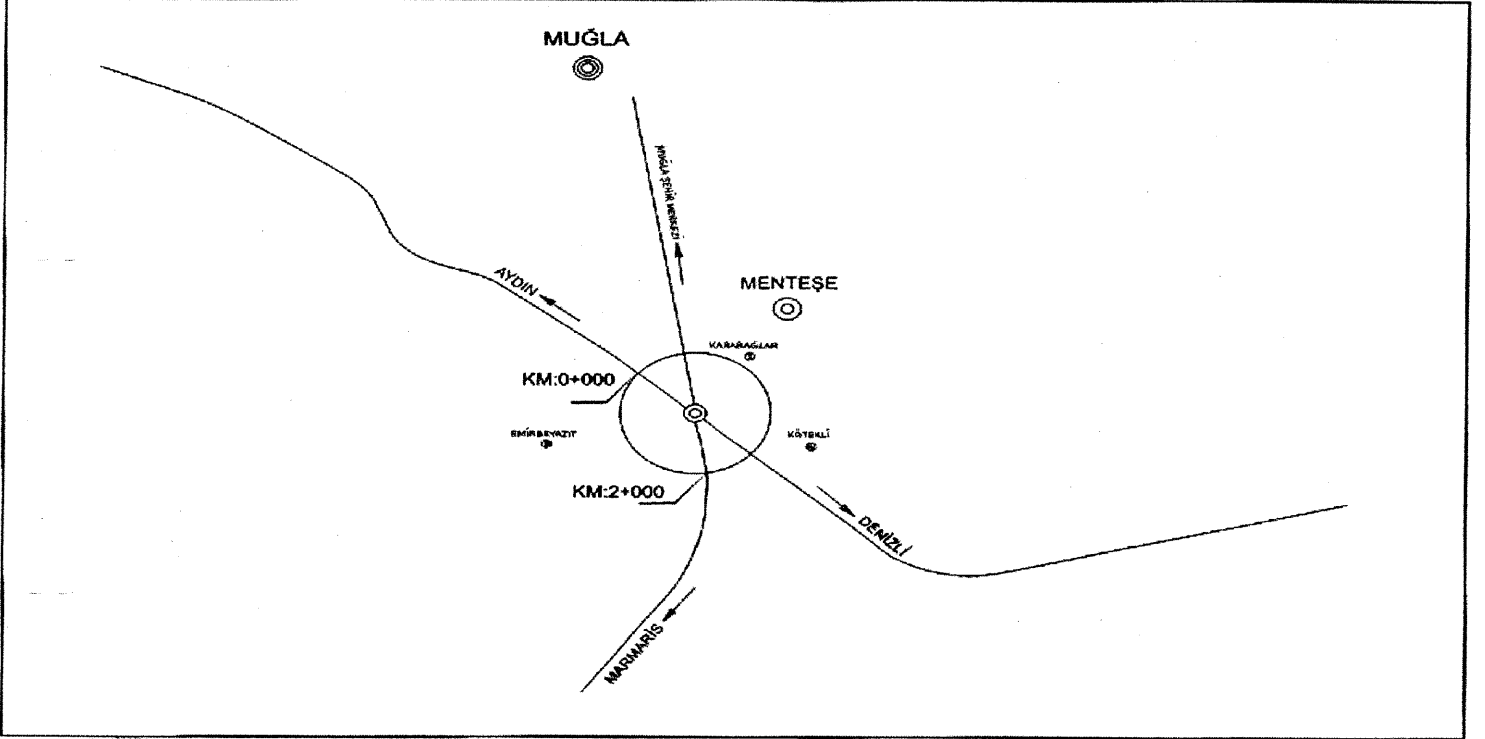 MUĞLA
MUĞLA ŞEHİR MERKEZİ
AYDIN
MENTEŞE
KARABAĞLAR
KM:0+000
EMİRBEYAZIT
KÖTEKLİ
KM:2+000
DENİZLİ
MARMARİS